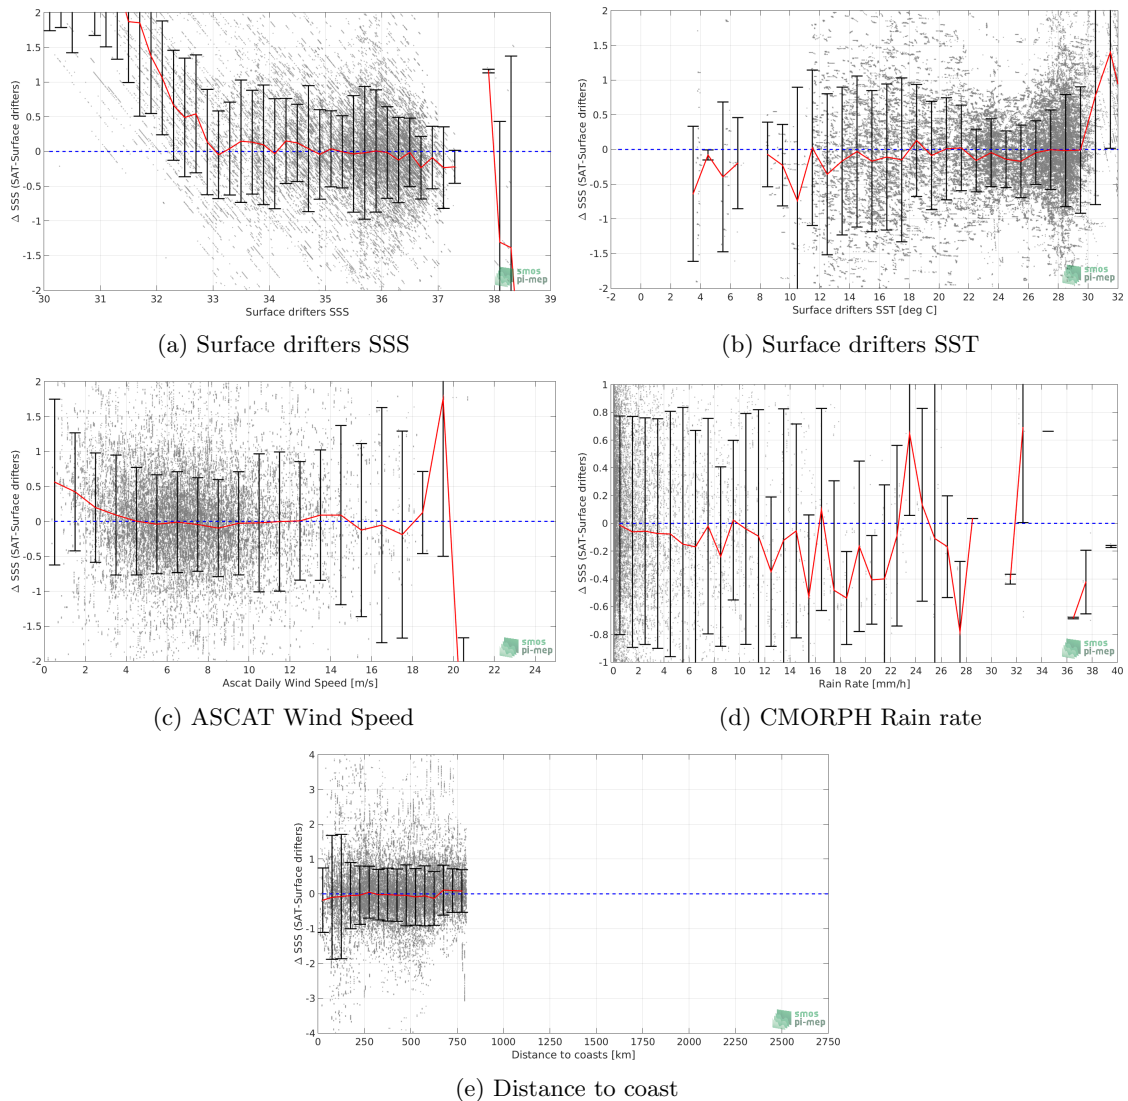 2
1.5
1
0.5
0
-0.5
-1
-1.5
-2
Δ SSS (SAT-Surface drifters)
30 31 32 33 34 35 36 37 38 39
Surface drifters SSS
smos
pi-mep
(a) Surface drifters SSS
2
1.5
1
0.5
0
-0.5
-1
-1.5
-2
Δ SSS (SAT-Surface drifters)
-2 0 2 4 6 8 10 12 14 16 18 20 22 24 26 28 30 32
Surface drifters SST [deg C]
smos
pi-mep
(b) Surface drifters SST
2
1.5
1
0.5
0
-0.5
-1
-1.5
-2
Δ SSS (SAT-Surface drifters)
0 2 4 6 8 10 12 14 16 18 20 22 24
Ascat Daily Wind Speed [m/s]
smos
pi-mep
(c) ASCAT Wind Speed
1
0.8
0.6
0.4
0.2
0
-0.2
-0.4
-0.6
-0.8
-1
Δ SSS (SAT-Surface drifters)
0 2 4 6 8 10 12 14 16 18 20 22 24 26 28 30 32 34 36 38 40
Rain Rate [mm/h]
smos
pi-mep
(d) CMORPH Rain rate
4
3
2
1
0
-1
-2
-3
-4
Δ SSS (SAT-Surface drifters)
0 250 500 750 1000 1250 1500 1750 2000 2250 2500 2750
Distance to coasts [km]
smos
pi-mep
(e) Distance to coast